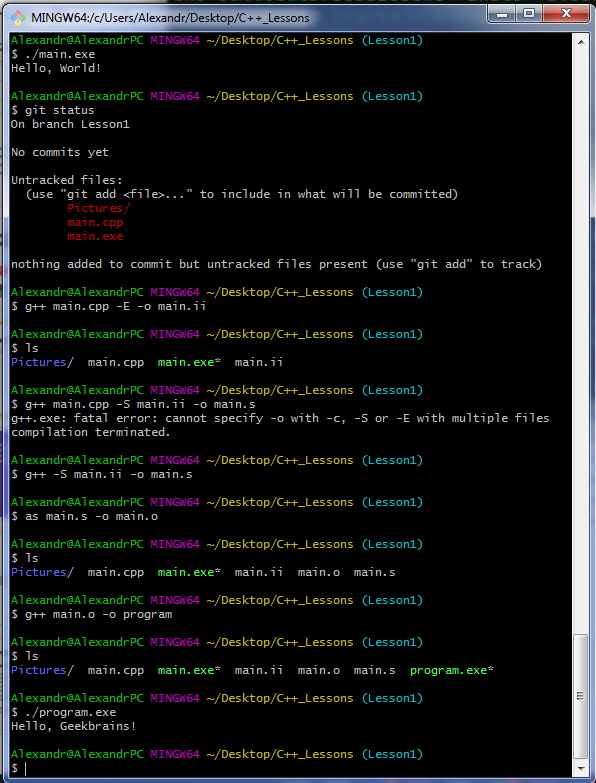 MINGW64:/c/Users/Alexandr/Desktop/C++_Lessons
Alexandr@AlexandrPC MINGW64 ~/Desktop/C++_Lessons (Lesson1)
$ ./main.exe
Hello, World!
Alexandr@AlexandrPC MINGW64 ~/Desktop/C++_Lessons (Lesson1)
$ git status
On branch Lesson1
No commits yet
Untracked files:
(use "git add <file>..." to include in what will be committed)
Pictures/
main.cpp
main.exe
nothing added to commit but untracked files present (use "git add" to track)
Alexandr@AlexandrPC MINGW64 ~/Desktop/C++_Lessons (Lesson1)
$ g++ main.cpp -E -o main.ii
Alexandr@AlexandrPC MINGW64 ~/Desktop/C++_Lessons (Lesson1)
$ ls
Pictures/ main.cpp main.exe* main.ii
Alexandr@AlexandrPC MINGW64 ~/Desktop/C++_Lessons (Lesson1)
$ g++ main.cpp -S main.ii -o main.s
g++.exe: fatal error: cannot specify -o with -c, -S or -E with multiple files
compilation terminated.
Alexandr@AlexandrPC MINGW64 ~/Desktop/C++_Lessons (Lesson1)
$ g++ -S main.ii -o main.s
Alexandr@AlexandrPC MINGW64 ~/Desktop/C++_Lessons (Lesson1)
$ as main.s -o main.o
Alexandr@AlexandrPC MINGW64 ~/Desktop/C++_Lessons (Lesson1)
$ ls
Pictures/ main.cpp main.exe* main.ii main.o main.s
Alexandr@AlexandrPC MINGW64 ~/Desktop/C++_Lessons (Lesson1)
$ g++ main.o -o program
Alexandr@AlexandrPC MINGW64 ~/Desktop/C++_Lessons (Lesson1)
$ ls
Pictures/ main.cpp main.exe* main.ii main.o main.s program.exe*
Alexandr@AlexandrPC MINGW64 ~/Desktop/C++_Lessons (Lesson1)
$ ./program.exe
Hello, Geekbrains!
Alexandr@AlexandrPC MINGW64 ~/Desktop/C++_Lessons (Lesson1)
$